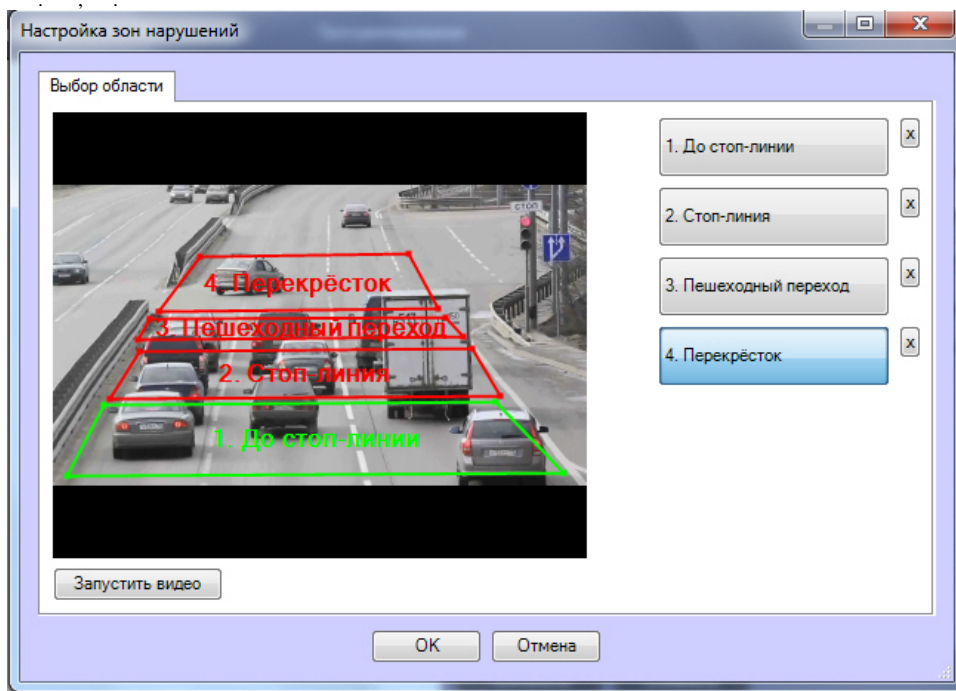 Настройка зон нарушений
Выбор области
СТОП
4. Перекрёсток
3. Пешеходный переход
2. Стоп-линия
1. До стоп-линии
1. До стоп-линии
x
2. Стоп-линия
x
3. Пешеходный переход
x
4. Перекрёсток
x
Запустить видео
OK
Отмена